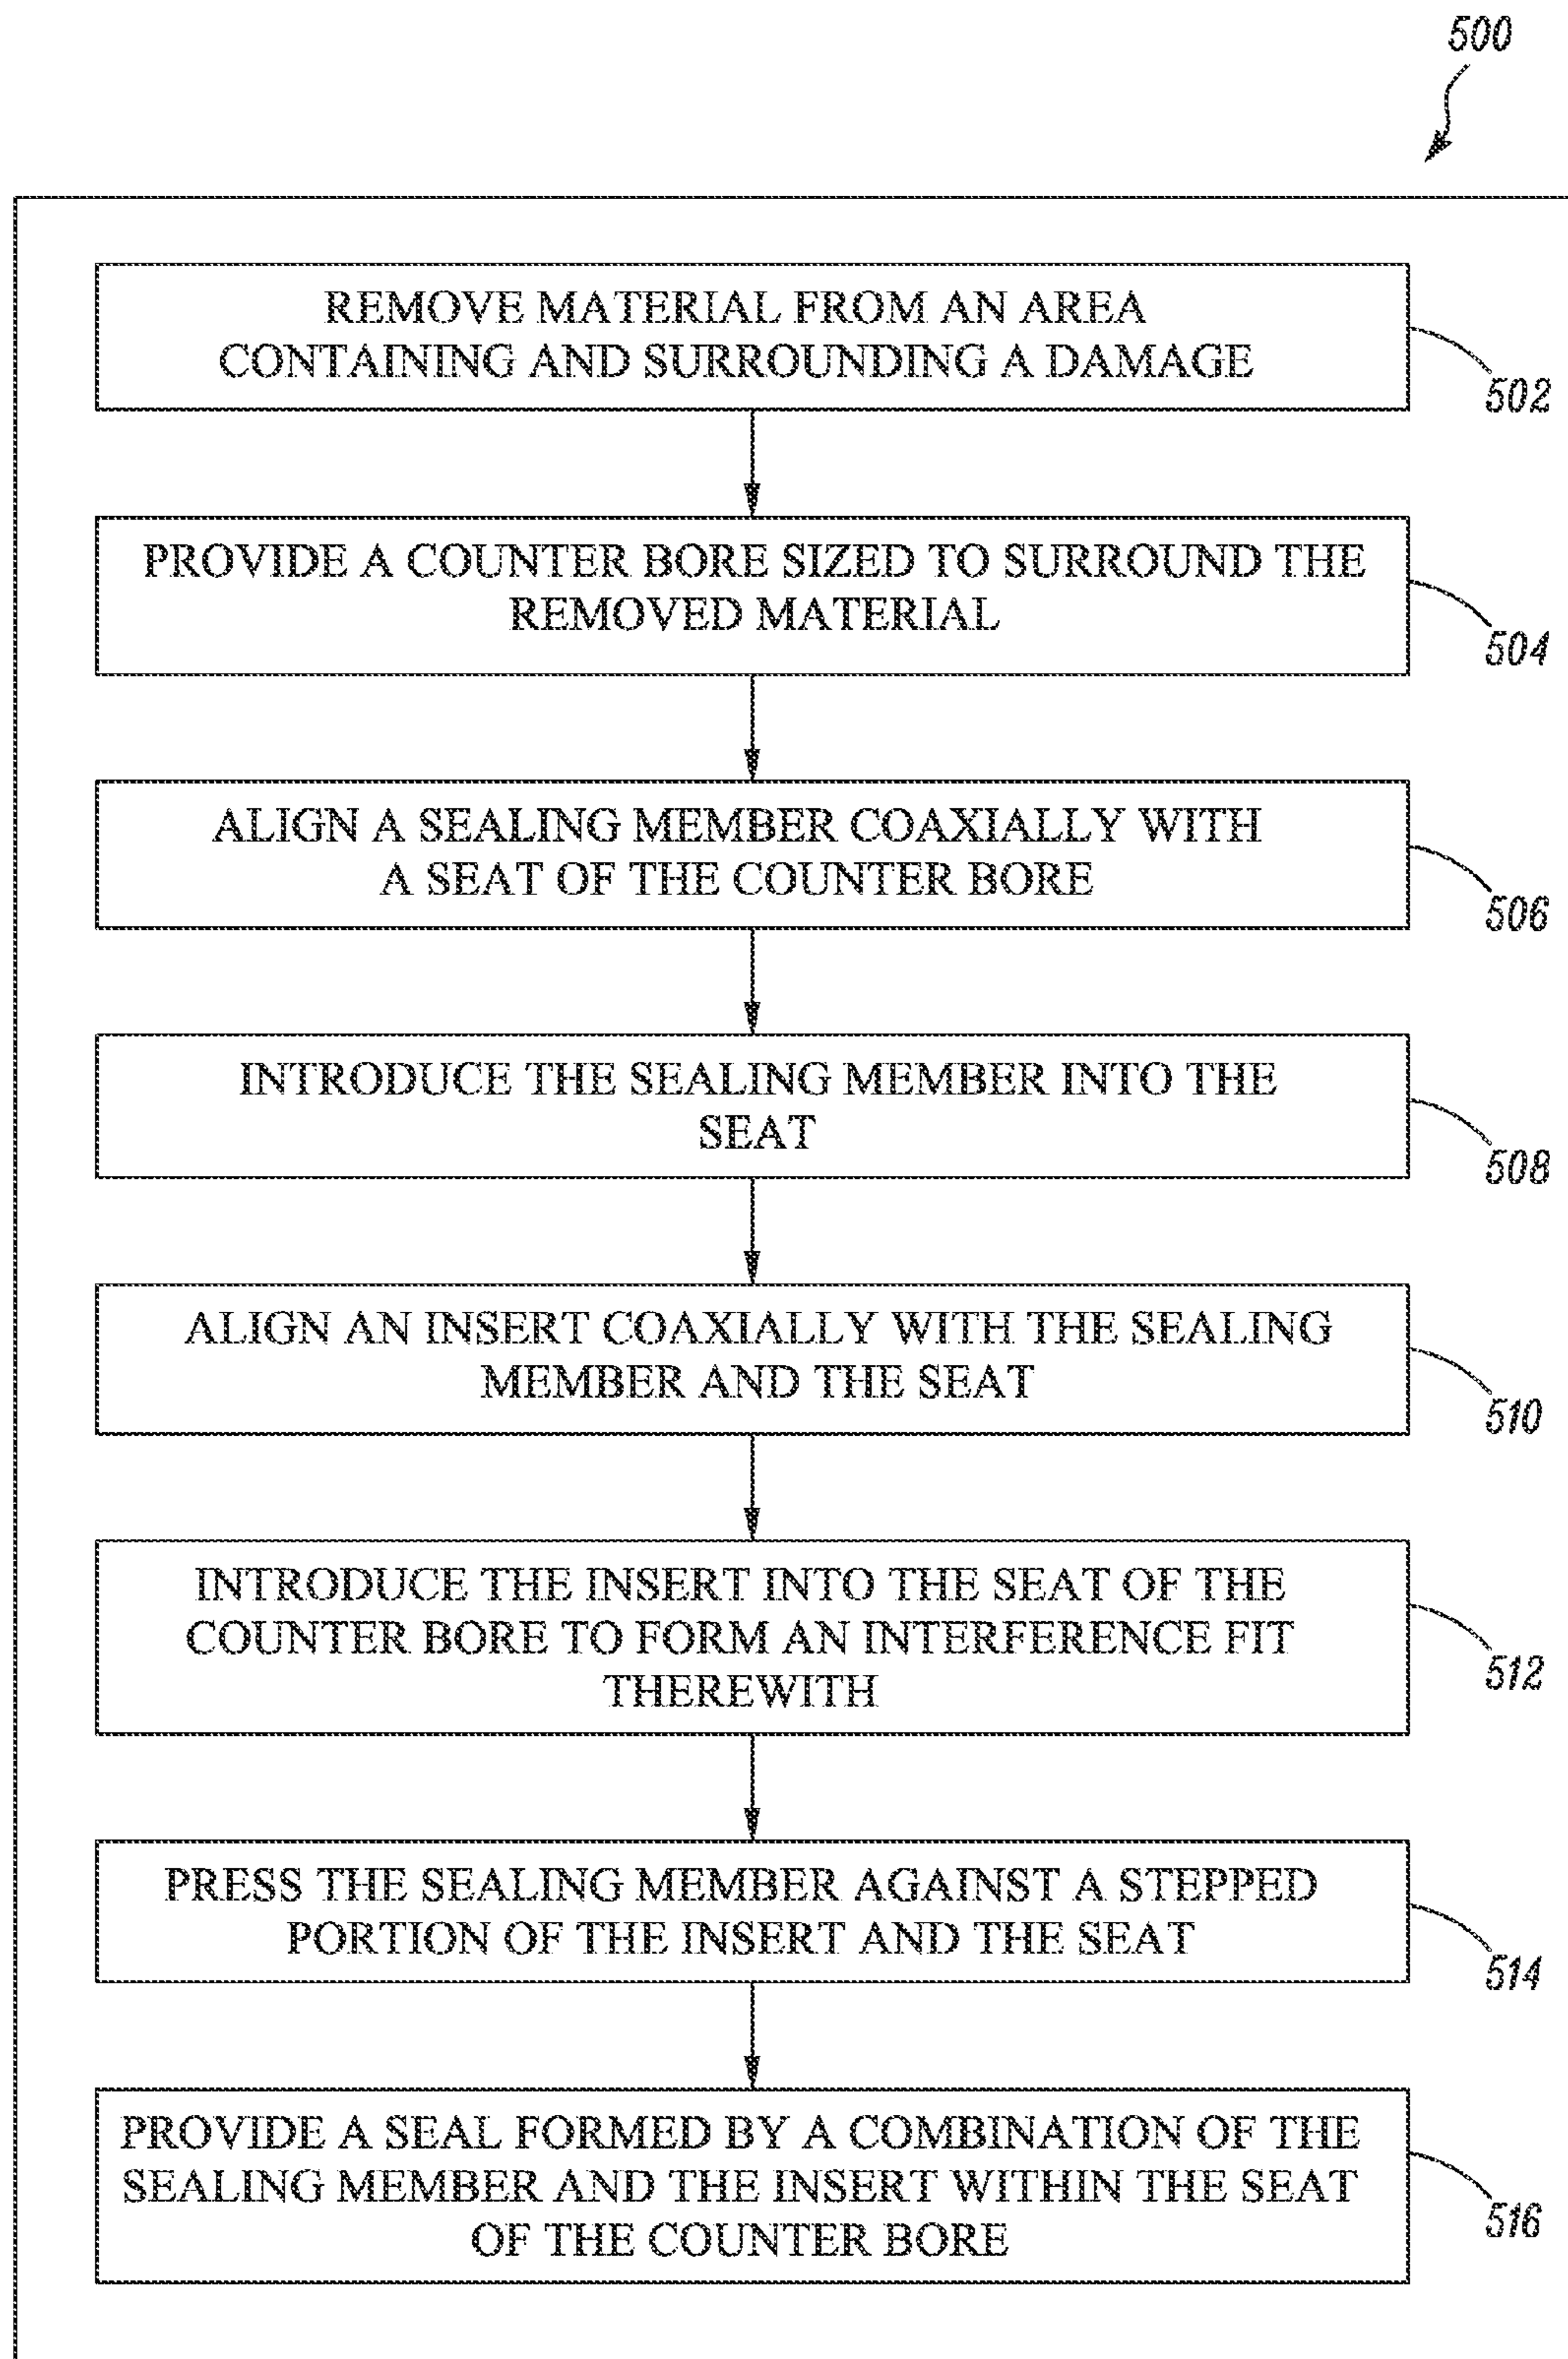 500
REMOVE MATERIAL FROM AN AREA
CONTAINING AND SURROUNDING A DAMAGE
502
PROVIDE A COUNTER BORE SIZED TO SURROUND THE
REMOVED MATERIAL
504
ALIGN A SEALING MEMBER COAXIALLY WITH
A SEAT OF THE COUNTER BORE
506
INTRODUCE THE SEALING MEMBER INTO THE
SEAT
508
ALIGN AN INSERT COAXIALLY WITH THE SEALING
MEMBER AND THE SEAT
510
INTRODUCE THE INSERT INTO THE SEAT OF THE
COUNTER BORE TO FORM AN INTERFERENCE FIT
THEREWITH
512
PRESS THE SEALING MEMBER AGAINST A STEPPED
PORTION OF THE INSERT AND THE SEAT
514
PROVIDE A SEAL FORMED BY A COMBINATION OF THE
SEALING MEMBER AND THE INSERT WITHIN THE SEAT
OF THE COUNTER BORE
516